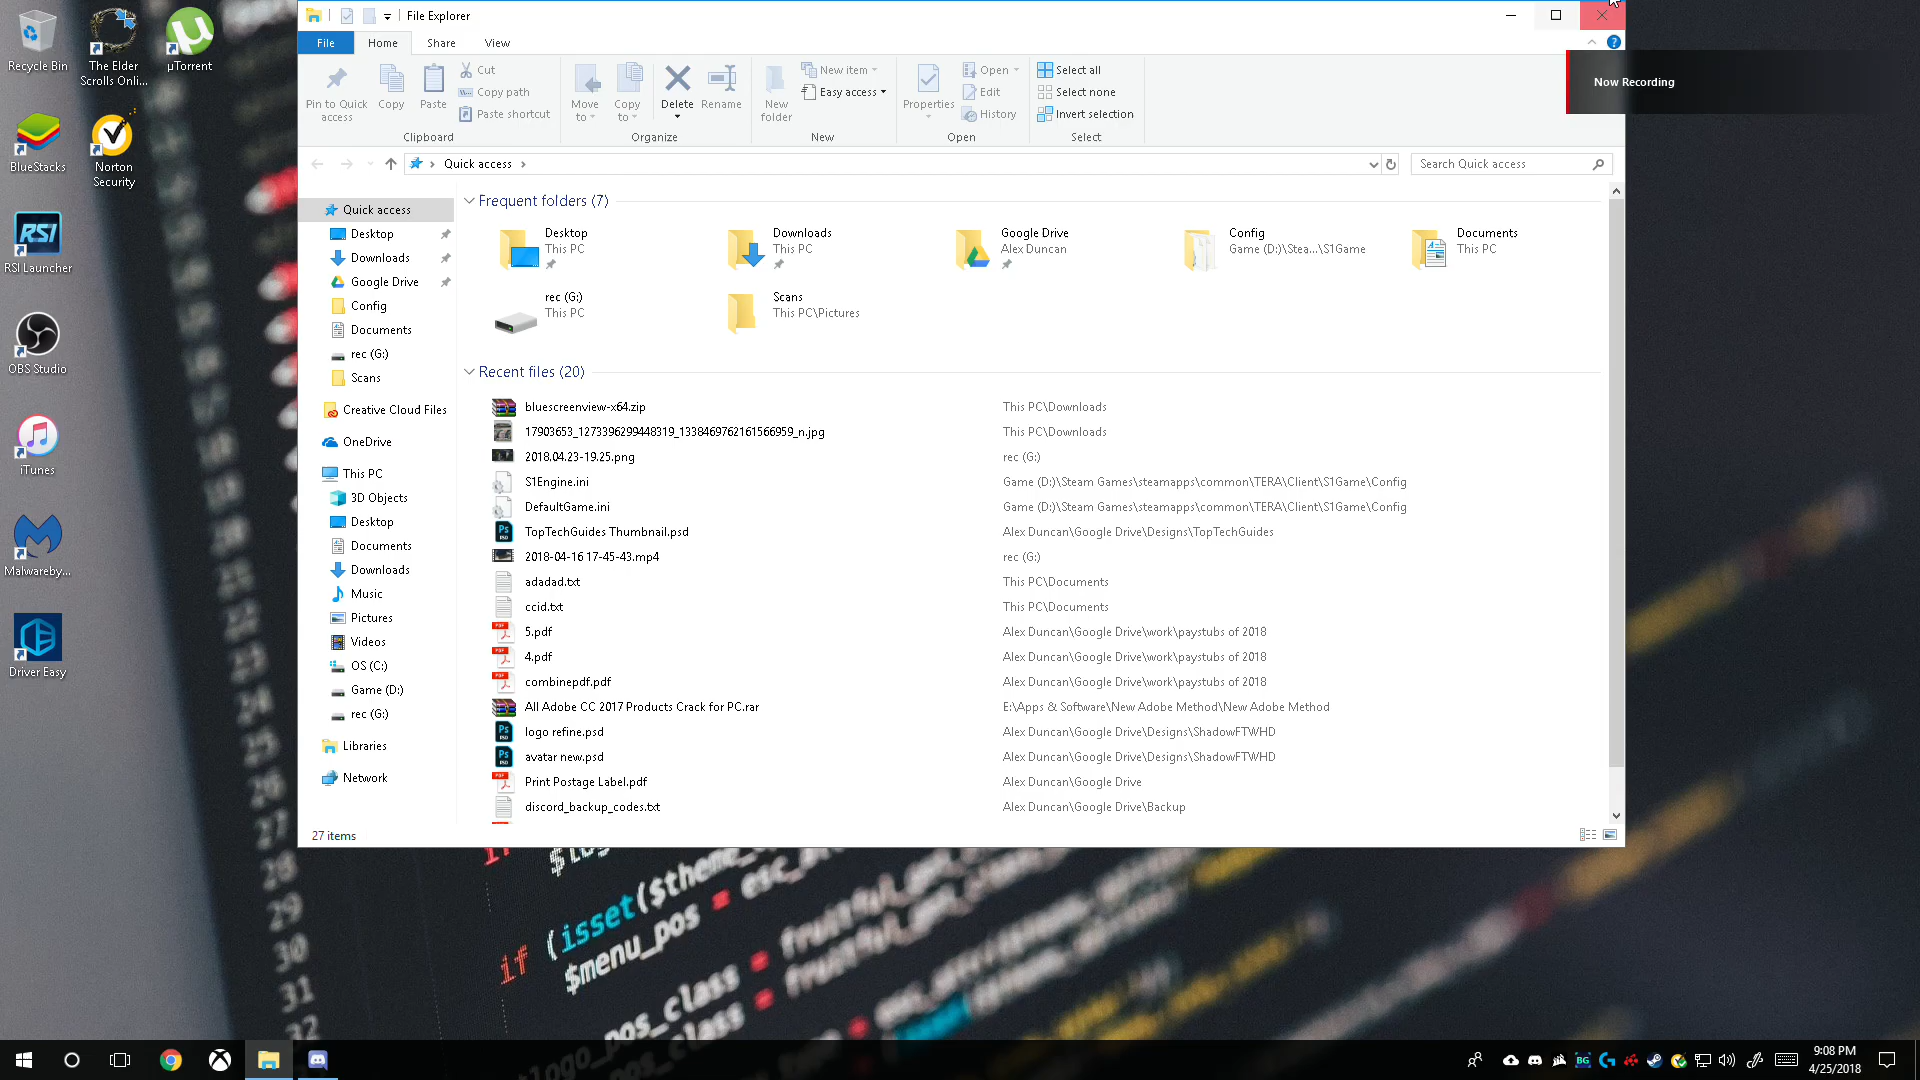 Recycle Bin
The Elder
Scrolls Onli...
µTorrent
BlueStacks
Norton
Security
RSI
RSI Launcher
OBS Studio
iTunes
Malwareby...
Driver Easy
File Explorer
File
Home
Share
View
Pin to Quick
access
Copy
Paste
Cut
Copy path
Paste shortcut
Clipboard
Move
to
Copy
to
Delete
Rename
Organize
New
folder
New item
Easy access
New
Properties
Open
Edit
History
Open
Select all
Select none
Invert selection
Select
Now Recording
Quick access
Search Quick access
Quick access
Desktop
Downloads
Google Drive
Config
Documents
rec (G:)
Scans
Creative Cloud Files
OneDrive
This PC
3D Objects
Desktop
Documents
Downloads
Music
Pictures
Videos
OS (C:)
Game (D:)
rec (G:)
Libraries
Network
Frequent folders (7)
Desktop
This PC
Downloads
This PC
Google Drive
Alex Duncan
Config
Game (D:)\Stea...\S1Game
Documents
This PC
rec (G:)
This PC
Scans
This PC\Pictures
Recent files (20)
bluescreenview-x64.zip This PC\Downloads
17903653_1273396299448319_1338469762161566959_n.jpg This PC\Downloads
2018.04.23-19.25.png rec (G:)
S1Engine.ini Game (D:)\Steam Games\steamapps\common\TERA\Client\S1Game\Config
DefaultGame.ini Game (D:)\Steam Games\steamapps\common\TERA\Client\S1Game\Config
TopTechGuides Thumbnail.psd Alex Duncan\Google Drive\Designs\TopTechGuides
2018-04-16 17-45-43.mp4 rec (G:)
adadad.txt This PC\Documents
ccid.txt This PC\Documents
5.pdf Alex Duncan\Google Drive\work\paystubs of 2018
4.pdf Alex Duncan\Google Drive\work\paystubs of 2018
combinepdf.pdf Alex Duncan\Google Drive\work\paystubs of 2018
All Adobe CC 2017 Products Crack for PC.rar E:\Apps & Software\New Adobe Method\New Adobe Method
logo refine.psd Alex Duncan\Google Drive\Designs\ShadowFTWHD
avatar new.psd Alex Duncan\Google Drive\Designs\ShadowFTWHD
Print Postage Label.pdf Alex Duncan\Google Drive
discord_backup_codes.txt Alex Duncan\Google Drive\Backup
27 items
27
28
29
30
31
32
if (isset($
$menu_pos = esc_
pos_class =
9:08 PM
4/25/2018